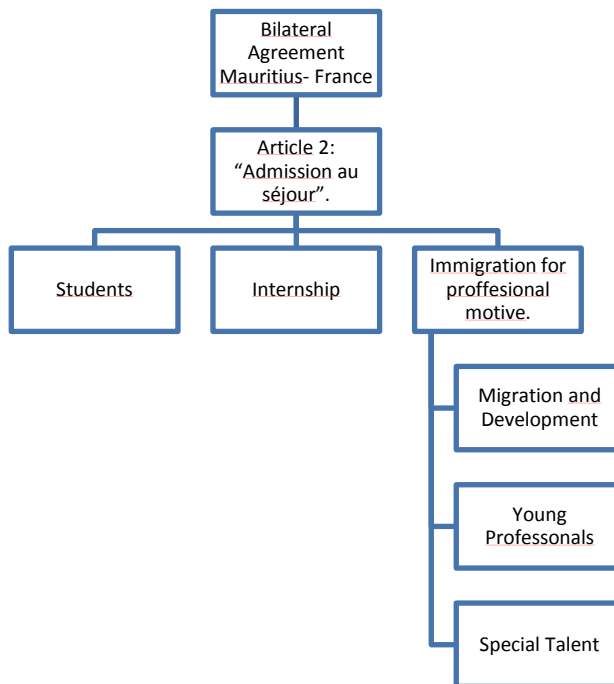 Bilateral
Agreement
Mauritius- France
Article 2:
“Admission au
séjour”.
Students
Internship
Immigration for
proffesional
motive.
Migration and
Development
Young
Professonals
Special Talent